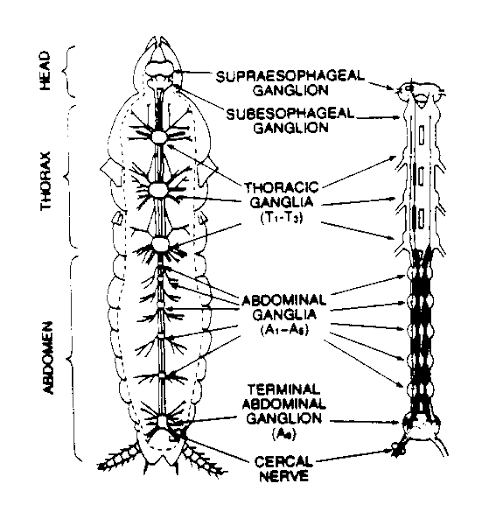 HEAD
THORAX
ABDOMEN
SUPRAESOPHAGEAL
GANGLION
SUBESOPHAGEAL
GANGLION
THORACIC
GANGLIA
(T1-T3)
ABDOMINAL
GANGLIA
(A1-A5)
TERMINAL
ABDOMINAL
GANGLION
(A6)
CERCAL
NERVE